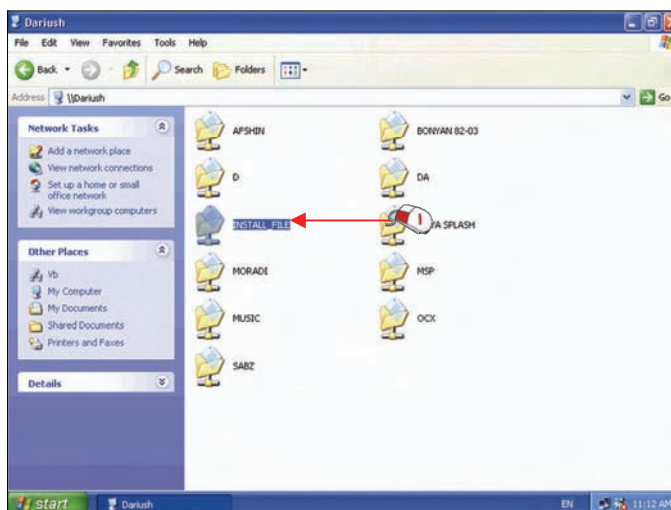 Dariush
File Edit View Favorites Tools Help
Back Search Folders
Address \\Dariush Go
Network Tasks
Add a network place
View network connections
Set up a home or small
office network
View workgroup computers
Other Places
Vb
My Computer
My Documents
Shared Documents
Printers and Faxes
Details
AFSHIN BONYAN 82-03
D DA
INSTALL_FILE SPLASH
MORADI MSP
MUSIC OCX
SABZ
start Dariush EN 11:12 AM